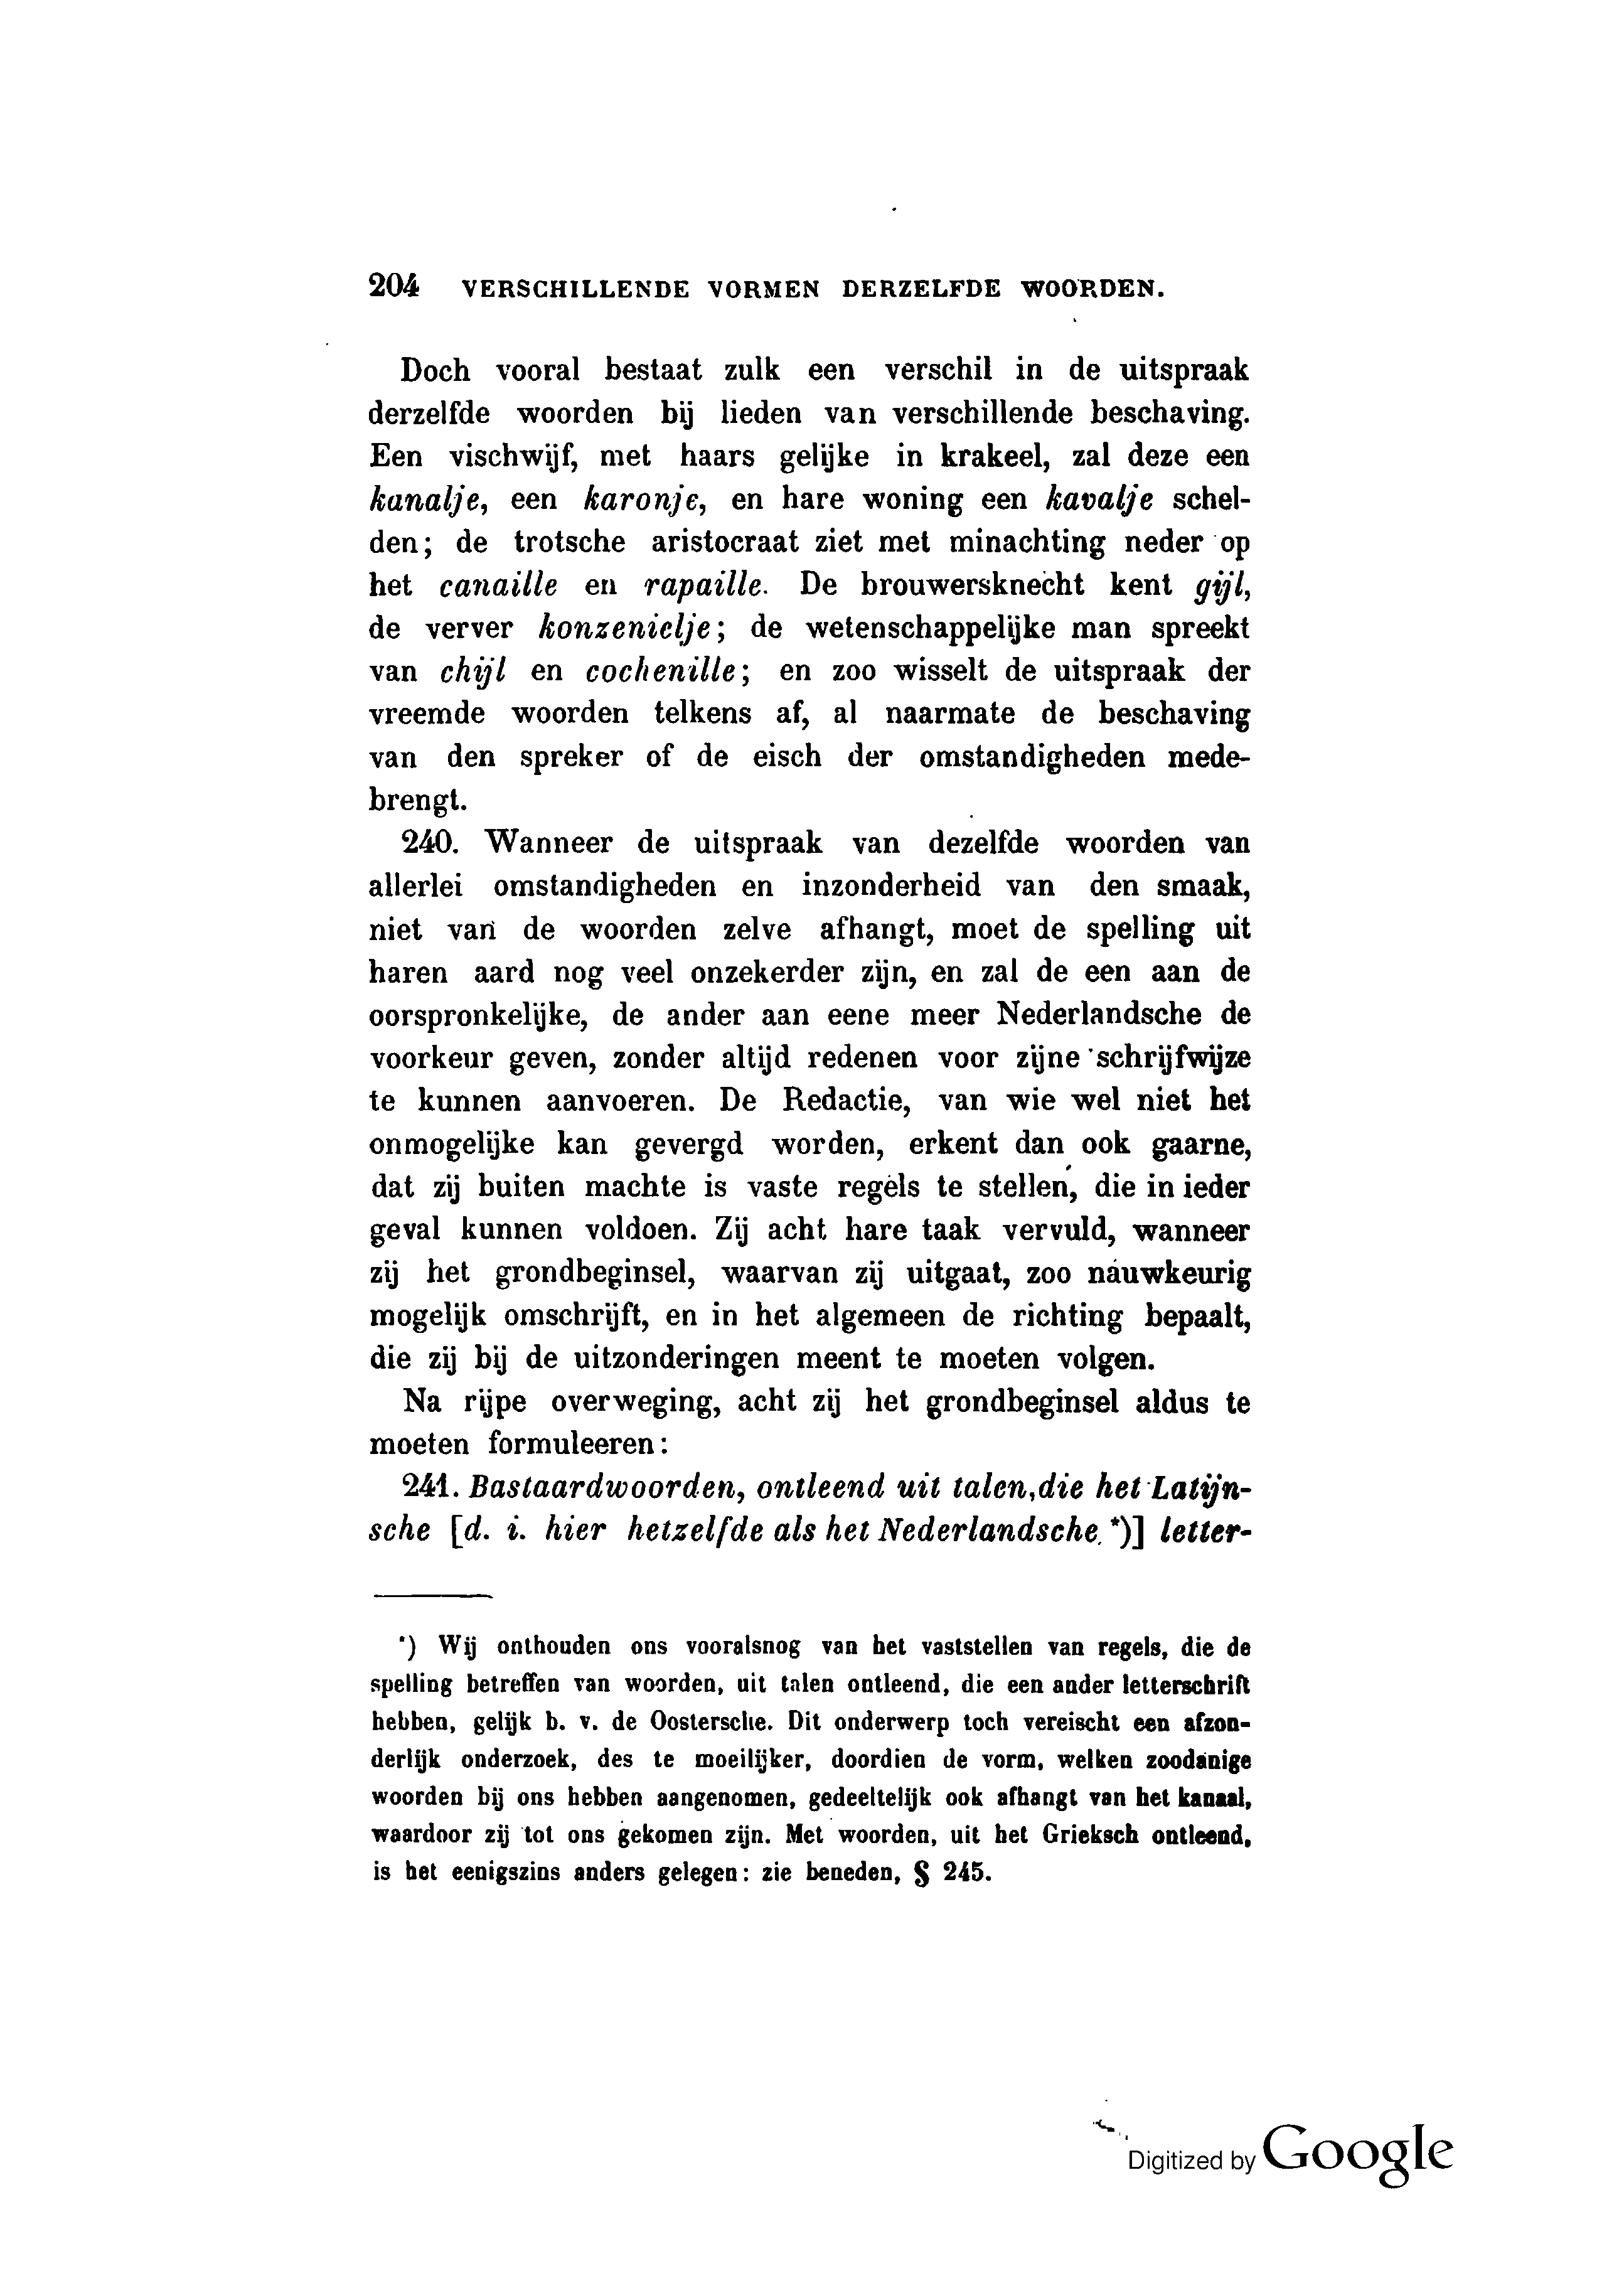 204 VERSCHILLENDE VORMEN DERZELFDE WOORDEN.
Doch vooral bestaat zulk een verschil in de uitspraak
derzelfde woorden bij lieden van verschillende beschaving.
Een vischwijf, met haars gelijke in krakeel, zal deze een
kanalje, een karonje, en hare woning een kavalje schel-
den; de trotsche aristocraat ziet met minachting neder op
het canaille en rapaille. De brouwersknecht kent gijl,
de verver konzenielje; de wetenschappelijke man spreekt
van chijl en cochenille; en zoo wisselt de uitspraak der
vreemde woorden telkens af, al naarmate de beschaving
van den spreker of de eisch der omstandigheden mede-
brengt.
240. Wanneer de uitspraak van dezelfde woorden van
allerlei omstandigheden en inzonderheid van den smaak,
niet van de woorden zelve afhangt, moet de spelling uit
haren aard nog veel onzekerder zijn, en zal de een aan de
oorspronkelijke, de ander aan eene meer Nederlandsche de
voorkeur geven, zonder altijd redenen voor zijne schrijfwijze
te kunnen aanvoeren. De Redactie, van wie wel niet het
onmogelijke kan gevergd worden, erkent dan ook gaarne,
dat zij buiten machte is vaste regels te stellen, die in ieder
geval kunnen voldoen. Zij acht hare taak vervuld, wanneer
zij het grondbeginsel, waarvan zij uitgaat, zoo nauwkeurig
mogelijk omschrijft, en in het algemeen de richting bepaalt,
die zij bij de uitzonderingen meent te moeten volgen.
Na rijpe overweging, acht zij het grondbeginsel aldus te
moeten formuleeren:
241. Bastaardwoorden, ontleend uit talen, die het Latijn-
sche [d. i. hier hetzelfde als het Nederlandsche *)] letter-
*) Wij onthouden ons vooralsnog van het vaststellen van regels, die de
spelling betreffen van woorden, uit talen ontleend, die een ander letterschrift
hebben, gelijk b. v. de Oostersche. Dit onderwerp toch vereischt een afzon-
derlijk onderzoek, des te moeilijker, doordien de vorm, welken zoodanige
woorden bij ons hebben aangenomen, gedeeltelijk ook afhangt van het kanaal,
waardoor zij tot ons gekomen zijn. Met woorden, uit het Grieksch ontleend,
is het eenigszins anders gelegen: zie beneden, § 245.
Digitized by Google